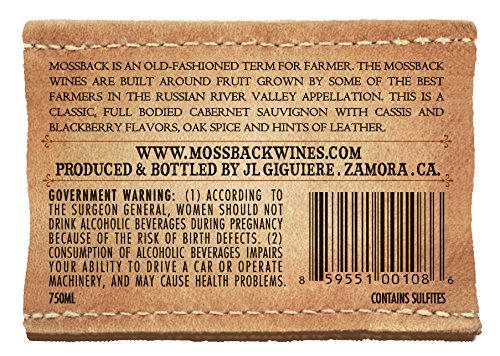 MOSSBACK IS AN OLD-FASHIONED TERM FOR FARMER. THE MOSSBACK
WINES ARE BUILT AROUND FRUIT GROWN BY SOME OF THE BEST
FARMERS IN THE RUSSIAN RIVER VALLEY APPELLATION. THIS IS A
CLASSIC, FULL BODIED CABERNET SAUVIGNON WITH CASSIS AND
BLACKBERRY FLAVORS, OAK SPICE AND HINTS OF LEATHER.
WWW.MOSSBACKWINES.COM
PRODUCED & BOTTLED BY JL GIGUIERE, ZAMORA, CA.
GOVERNMENT WARNING: (1) ACCORDING TO
THE SURGEON GENERAL, WOMEN SHOULD NOT
DRINK ALCOHOLIC BEVERAGES DURING PREGNANCY
BECAUSE OF THE RISK OF BIRTH DEFECTS. (2)
CONSUMPTION OF ALCOHOLIC BEVERAGES IMPAIRS
YOUR ABILITY TO DRIVE A CAR OR OPERATE
MACHINERY, AND MAY CAUSE HEALTH PROBLEMS.
750ML
8 59551 00108 6
CONTAINS SULFITES